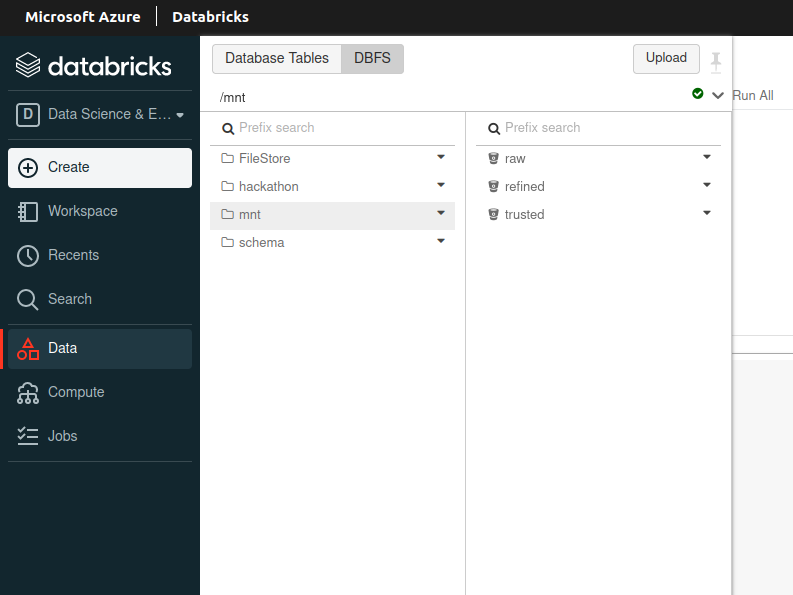 Microsoft Azure | Databricks
databricks
D Data Science & E...
Create
Workspace
Recents
Search
Data
Compute
Jobs
Database Tables DBFS Upload
/mnt
Run All
Prefix search
FileStore
hackathon
mnt
schema
Prefix search
raw
refined
trusted